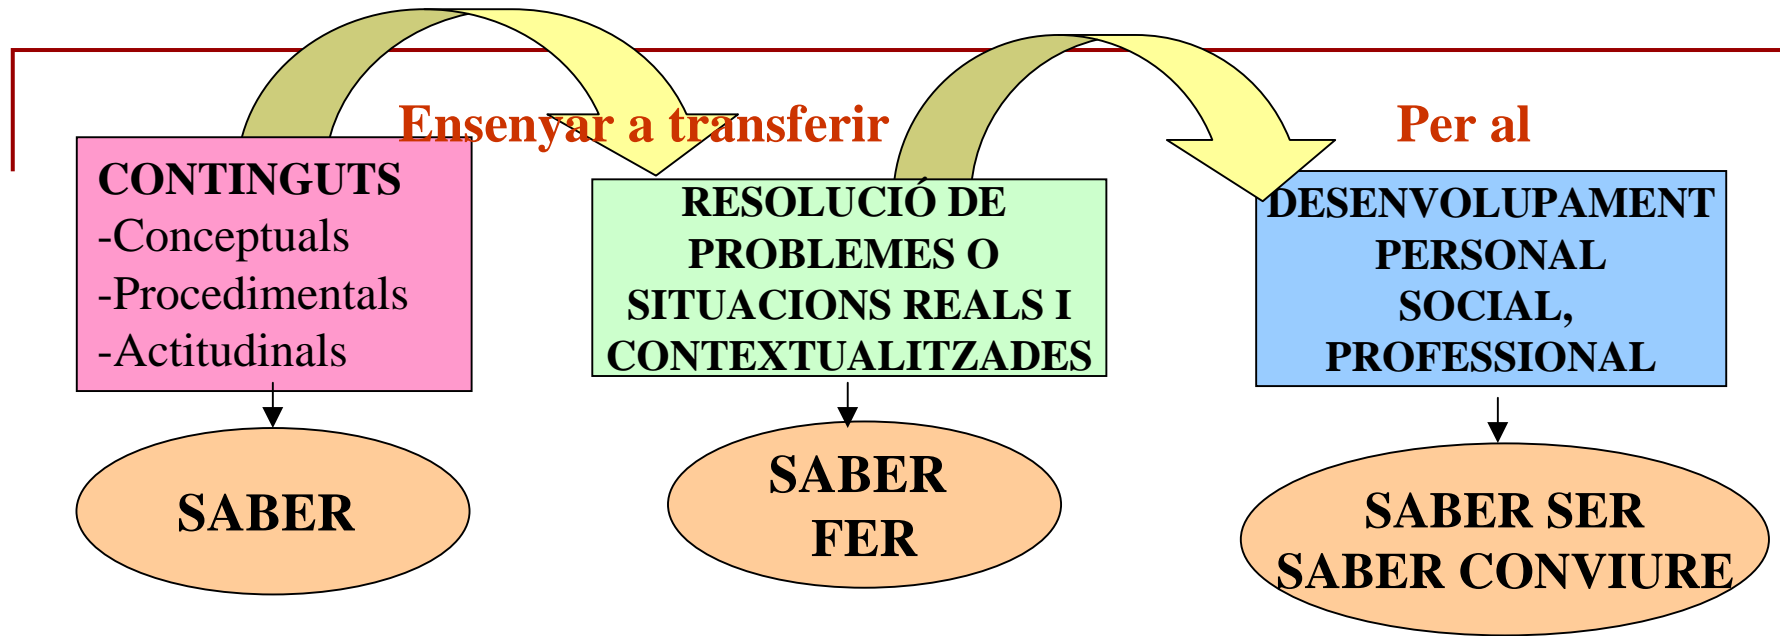 Ensenyar a transferir
Per al
CONTINGUTS
-Conceptuals
-Procedimentals
-Actitudinals
RESOLUCIÓ DE
PROBLEMES O
SITUACIONS REALS I
CONTEXTUALITZADES
DESENVOLUPAMENT
PERSONAL
SOCIAL,
PROFESSIONAL
SABER
SABER
FER
SABER SER
SABER CONVIURE